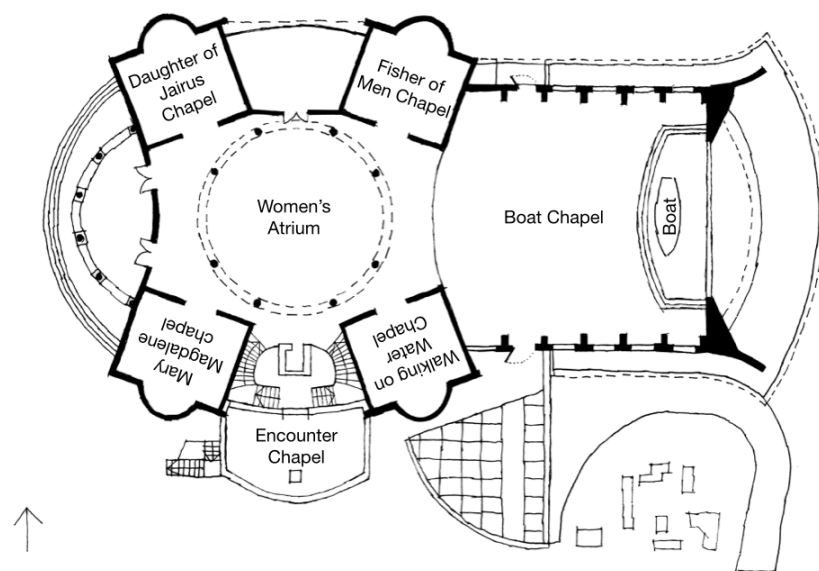 Daughter of
Jairus
Chapel
Fisher of
Men Chapel
Women's
Atrium
Boat Chapel
Boat
Mary
Magdalene
chapel
Walking on
Water
Chapel
Encounter
Chapel